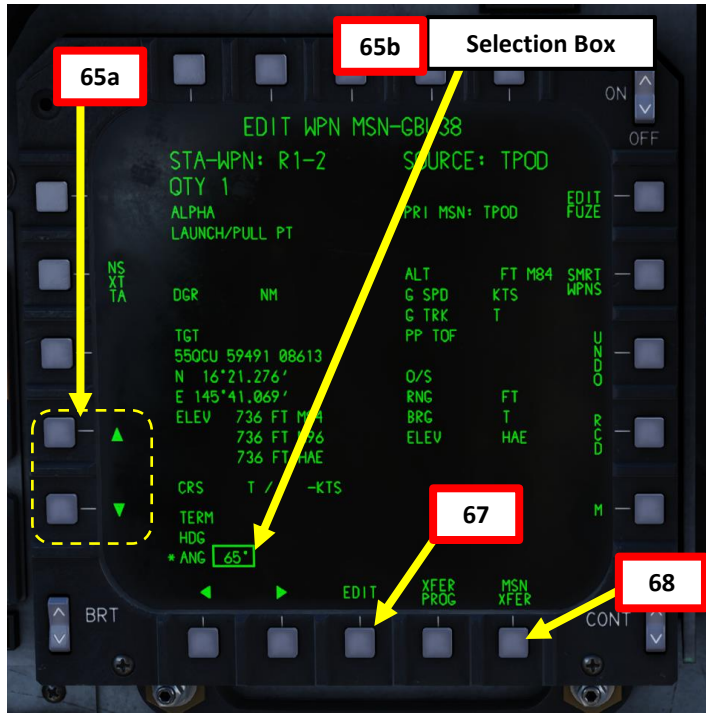 65a
65b
Selection Box
ON
OFF
EDIT WPN MSN-GBU38
STA-WPN: R1-2 SOURCE: TPOD
QTY 1
ALPHA PRI MSN: TPOD
LAUNCH/PULL PT
EDIT
FUZE
NS
XT
TA
ALT FT M84
SMRT
WPNS
DGR NM G SPD KTS
G TRK T
TGT PP TOF
UNDO
55QCU 59491 08613
N 16°21.276′ O/S
E 145°41.069′ RNG FT
ELEV 736 FT BRG T
736 FT ELEV HAE
736 FT HAE
RCD
CRS T / -KTS
TERM
67
M
HDG
* ANG 65°
68
EDIT
XFER
PROG
MSN
XFER
BRT
CONT